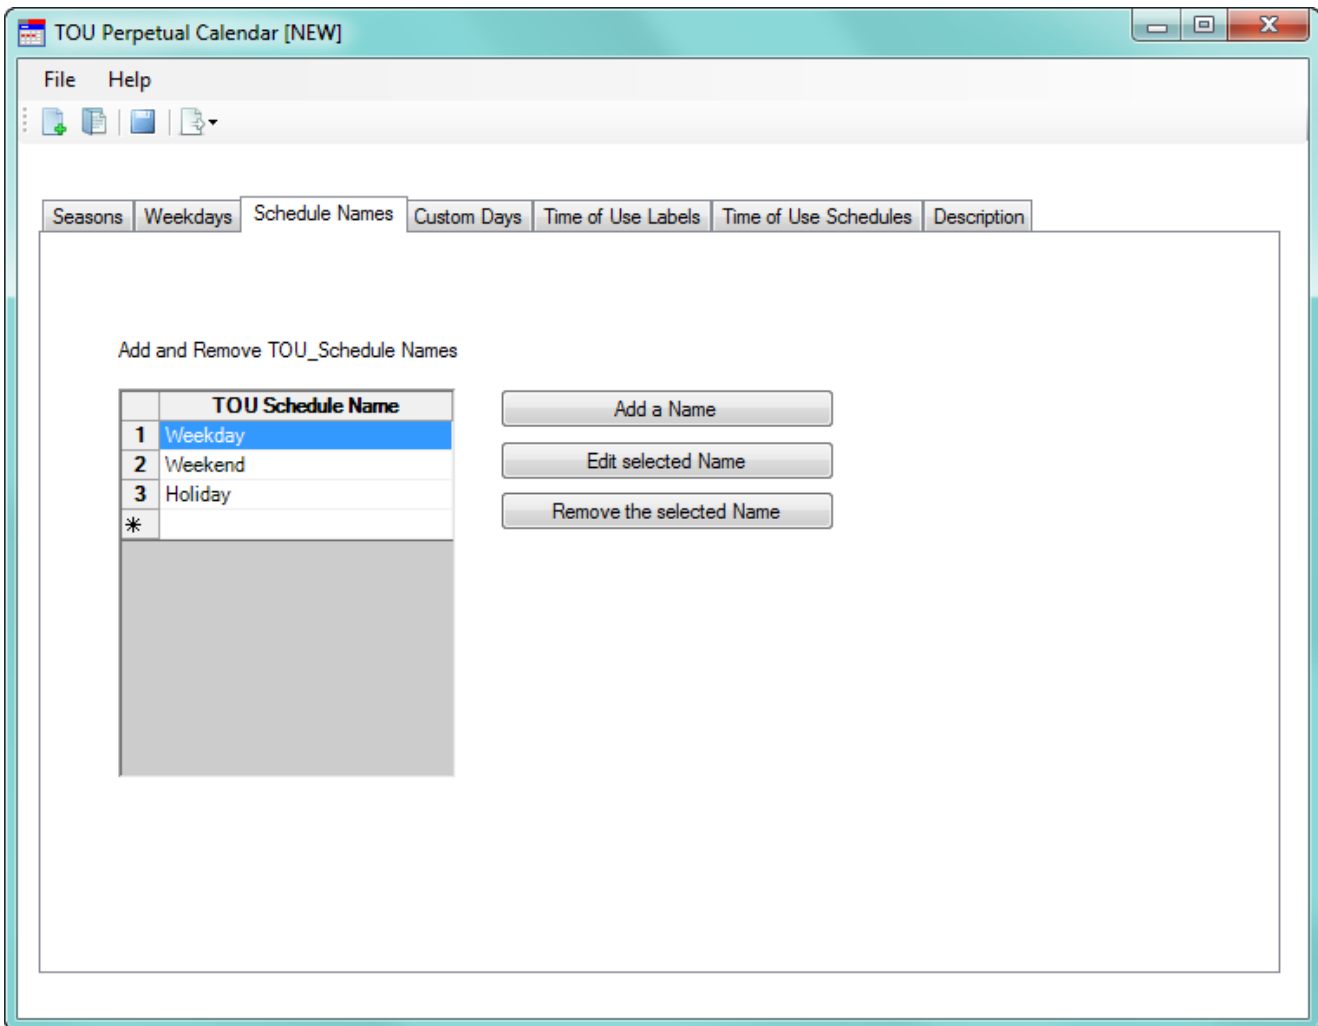 TOU Perpetual Calendar [NEW]
File Help
Seasons Weekdays Schedule Names Custom Days Time of Use Labels Time of Use Schedules Description
Add and Remove TOU_Schedule Names
TOU Schedule Name
1 Weekday
2 Weekend
3 Holiday
*
Add a Name
Edit selected Name
Remove the selected Name